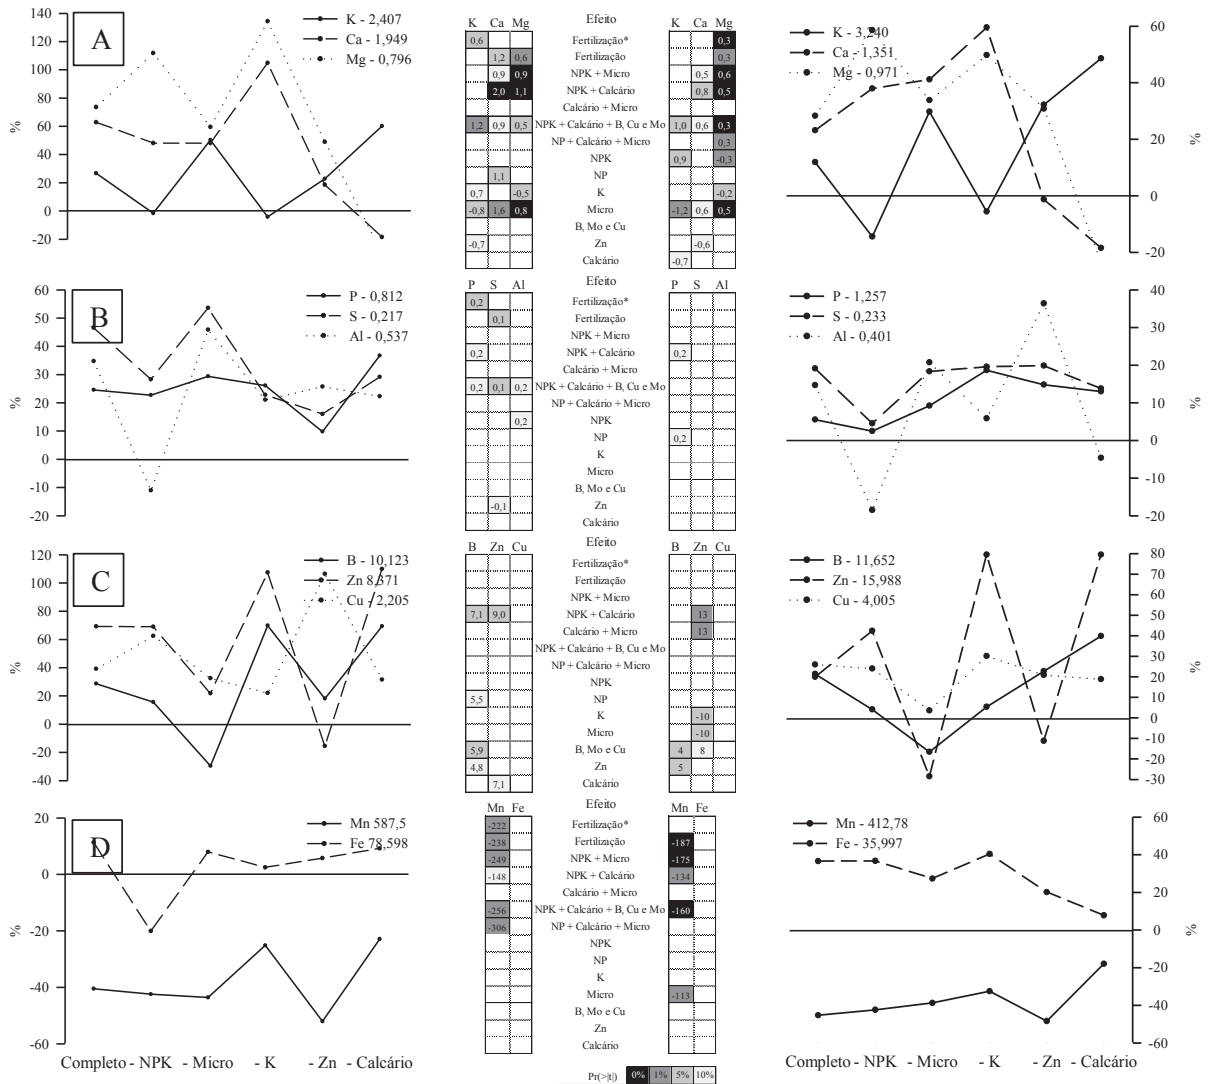 A
140
120
100
80
60
40
20
0
-20
%
K - 2,407
Ca - 1,949
Mg - 0,796
K Ca Mg Efeito K Ca Mg
0,6 Fertilização* 0,3
1,2 0,6 Fertilização 0,3
0,9 0,9 NPK + Micro 0,5 0,6
2,0 1,1 NPK + Calcário 0,8 0,5
Calcário + Micro
1,2 0,9 0,5 NPK + Calcário + B, Cu e Mo 1,0 0,6 0,3
NP + Calcário + Micro 0,3
NPK 0,9 -0,3
1,1 NP
0,7 -0,5 K -0,2
-0,8 1,6 0,8 Micro -1,2 0,6 0,5
B, Mo e Cu
-0,7 Zn -0,6
Calcário -0,7
K - 3,240
Ca - 1,351
Mg - 0,971
60
40
20
0
-20
%
B
60
50
40
30
20
10
0
-10
-20
%
P - 0,812
S - 0,217
Al - 0,537
P S Al Efeito
0,2 Fertilização*
0,1 Fertilização
NPK + Micro
0,2 NPK + Calcário 0,2
Calcário + Micro
0,2 0,1 0,2 NPK + Calcário + B, Cu e Mo
NP + Calcário + Micro
0,2 NPK
NP 0,2
K
Micro
B, Mo e Cu
-0,1 Zn
Calcário
P - 1,257
S - 0,233
Al - 0,401
40
30
20
10
0
-10
-20
%
C
120
100
80
60
40
20
0
-20
-40
%
B - 10,123
Zn 8,371
Cu - 2,205
B Zn Cu Efeito B Zn Cu
Fertilização*
Fertilização
NPK + Micro
7,1 9,0 NPK + Calcário 13
Calcário + Micro 13
NPK + Calcário + B, Cu e Mo
NP + Calcário + Micro
NPK
5,5 NP
K -10
Micro -10
5,9 B, Mo e Cu 4 8
4,8 Zn 5
7,1 Calcário
B - 11,652
Zn - 15,988
Cu - 4,005
80
70
60
50
40
30
20
10
0
-10
-20
-30
%
D
20
0
-20
-40
-60
%
Mn 587,5
Fe 78,598
Mn Fe Efeito Mn Fe
-222 Fertilização*
-238 Fertilização -187
-249 NPK + Micro -175
-148 NPK + Calcário -134
Calcário + Micro
-256 NPK + Calcário + B, Cu e Mo -160
-306 NP + Calcário + Micro
NPK
NP
K
Micro -113
B, Mo e Cu
Zn
Calcário
Mn - 412,78
Fe - 35,997
60
40
20
0
-20
-40
-60
%
Completo - NPK - Micro - K - Zn - Calcário
Pr(>|t|) 0% 1% 5% 10%
Completo - NPK - Micro - K - Zn - Calcário